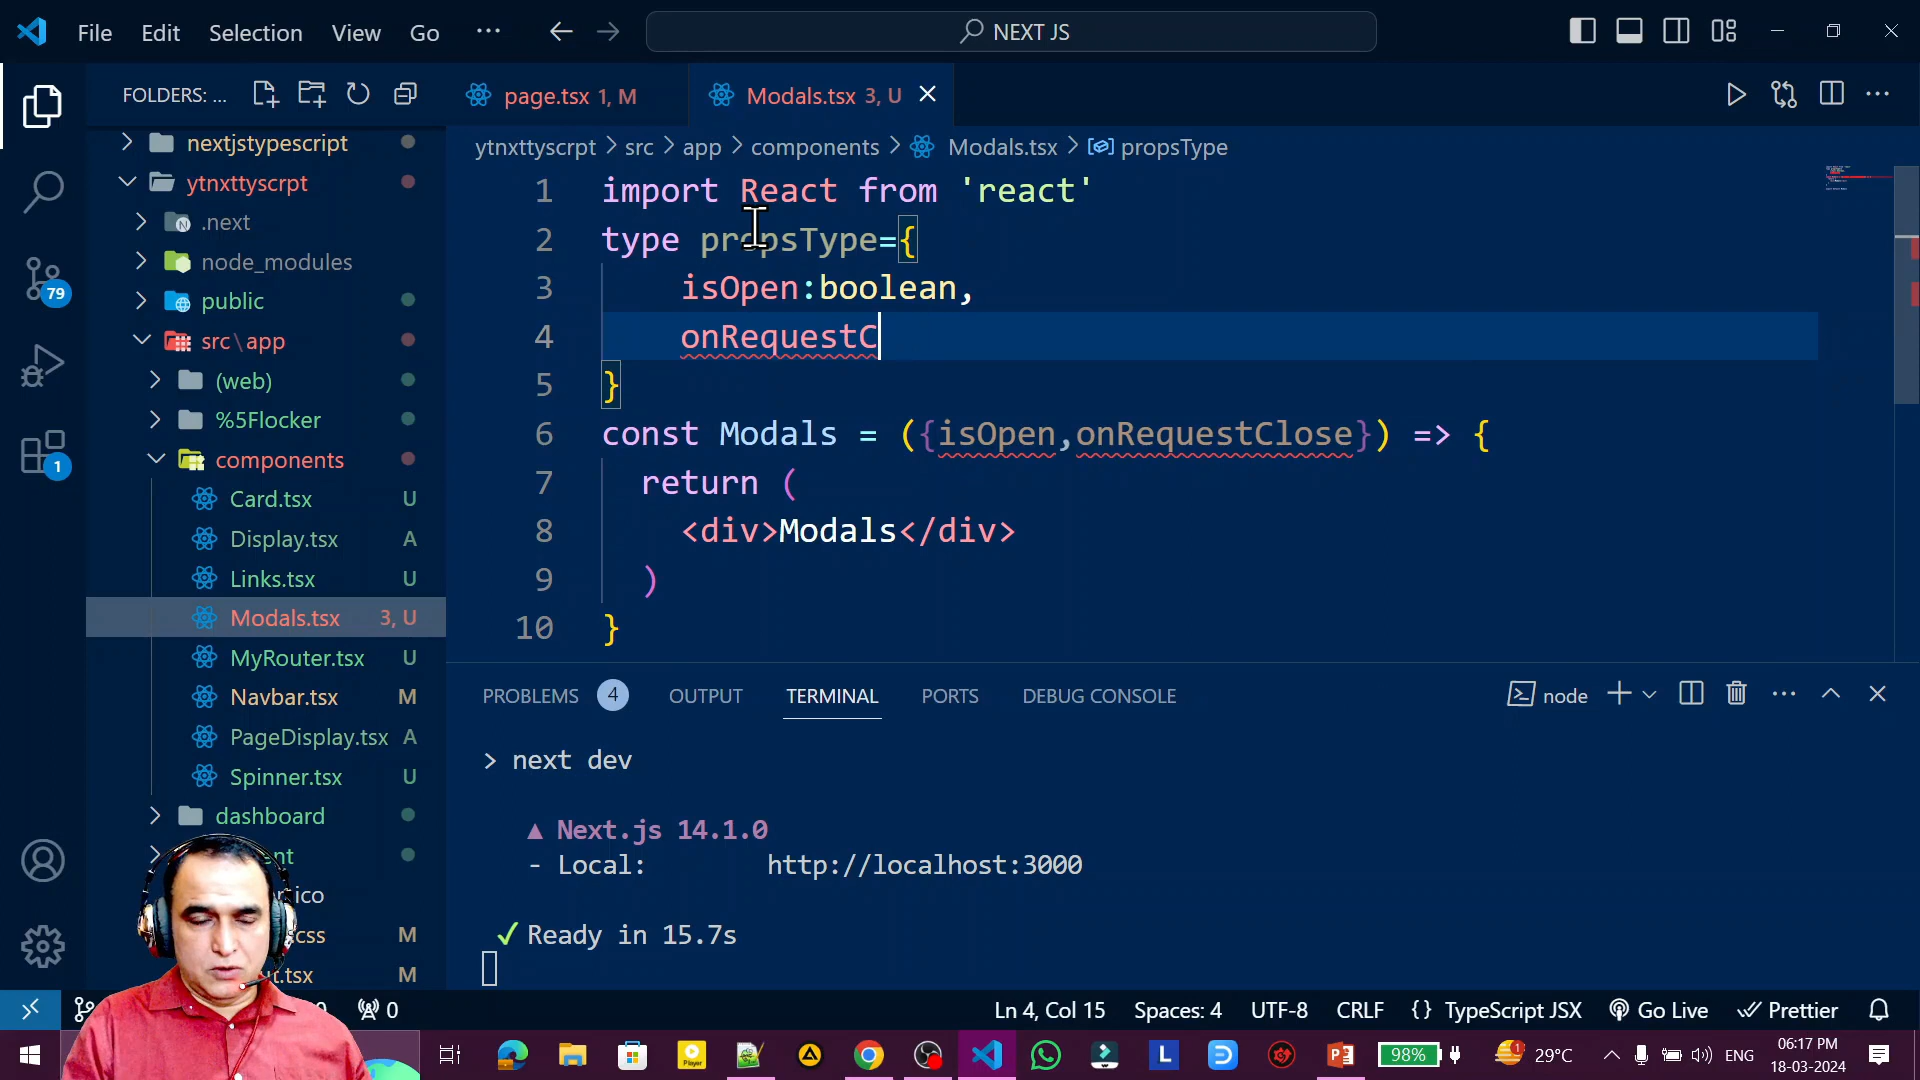 File Edit Selection View Go ··· NEXT JS
FOLDERS: ...
page.tsx 1, M
Modals.tsx 3, U
nextjstypescript
ytnxttyscrpt
.next
node_modules
public
src\app
(web)
%5Flocker
components
Card.tsx U
Display.tsx A
Links.tsx U
Modals.tsx 3, U
MyRouter.tsx U
Navbar.tsx M
PageDisplay.tsx A
Spinner.tsx U
dashboard
79
1
ytnxttyscrpt > src > app > components > Modals.tsx > propsType
1 import React from 'react'
2 type propsType={
3 isOpen:boolean,
4 onRequestC
5 }
6 const Modals = ({isOpen,onRequestClose}) => {
7 return (
8 <div>Modals</div>
9 )
10 }
PROBLEMS 4 OUTPUT TERMINAL PORTS DEBUG CONSOLE
node
> next dev
▲ Next.js 14.1.0
- Local: http://localhost:3000
✓ Ready in 15.7s
0
Ln 4, Col 15 Spaces: 4 UTF-8 CRLF {} TypeScript JSX Go Live Prettier
98% 29°C ENG
06:17 PM
18-03-2024